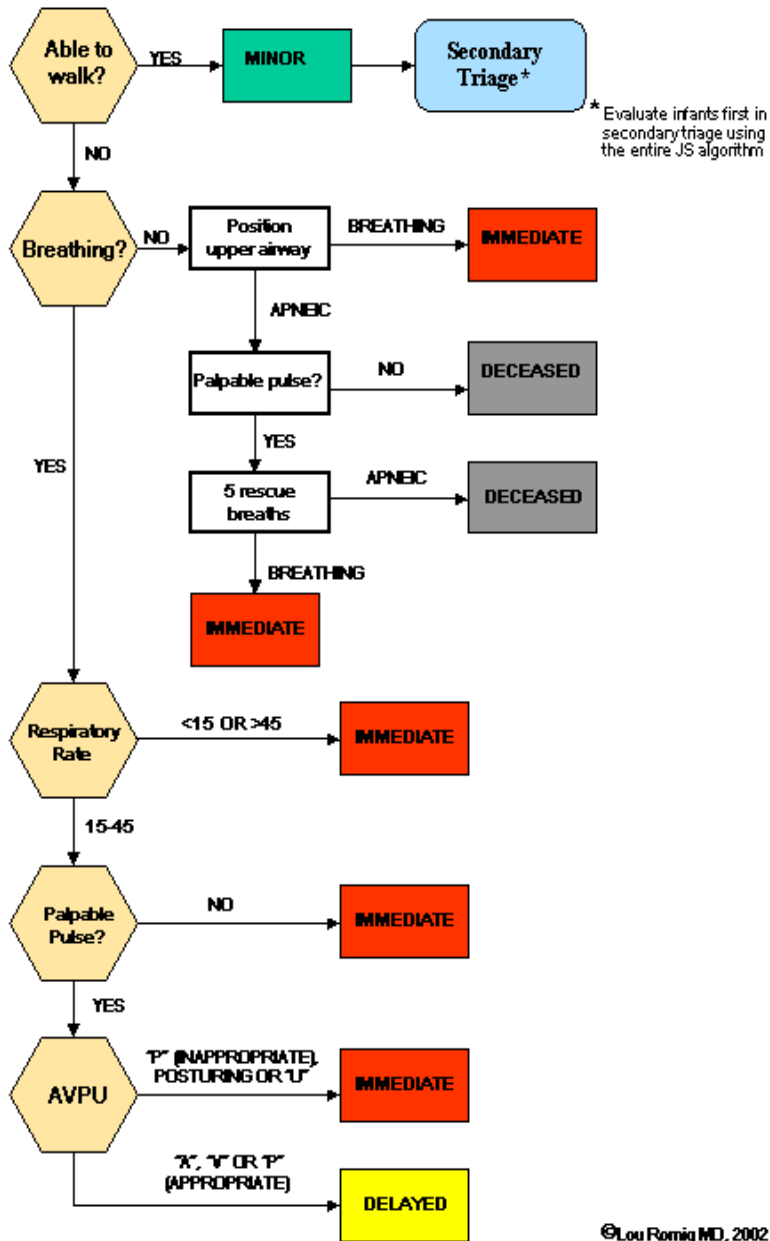 Able to
walk?
YES
MINOR
Secondary
Triage*
* Evaluate infants first in
secondary triage using
the entire JS algorithm
NO
Breathing?
NO
Position
upper airway
BREATHING
IMMEDIATE
APNEIC
Palpable pulse?
NO
DECEASED
YES
5 rescue
breaths
APNEIC
DECEASED
BREATHING
IMMEDIATE
YES
Respiratory
Rate
<15 OR >45
IMMEDIATE
15-45
Palpable
Pulse?
NO
IMMEDIATE
YES
AVPU
"P" (INAPPROPRIATE),
POSTURING OR "U"
IMMEDIATE
"A", "V" OR "P"
(APPROPRIATE)
DELAYED
©Lou Romig MD, 2002